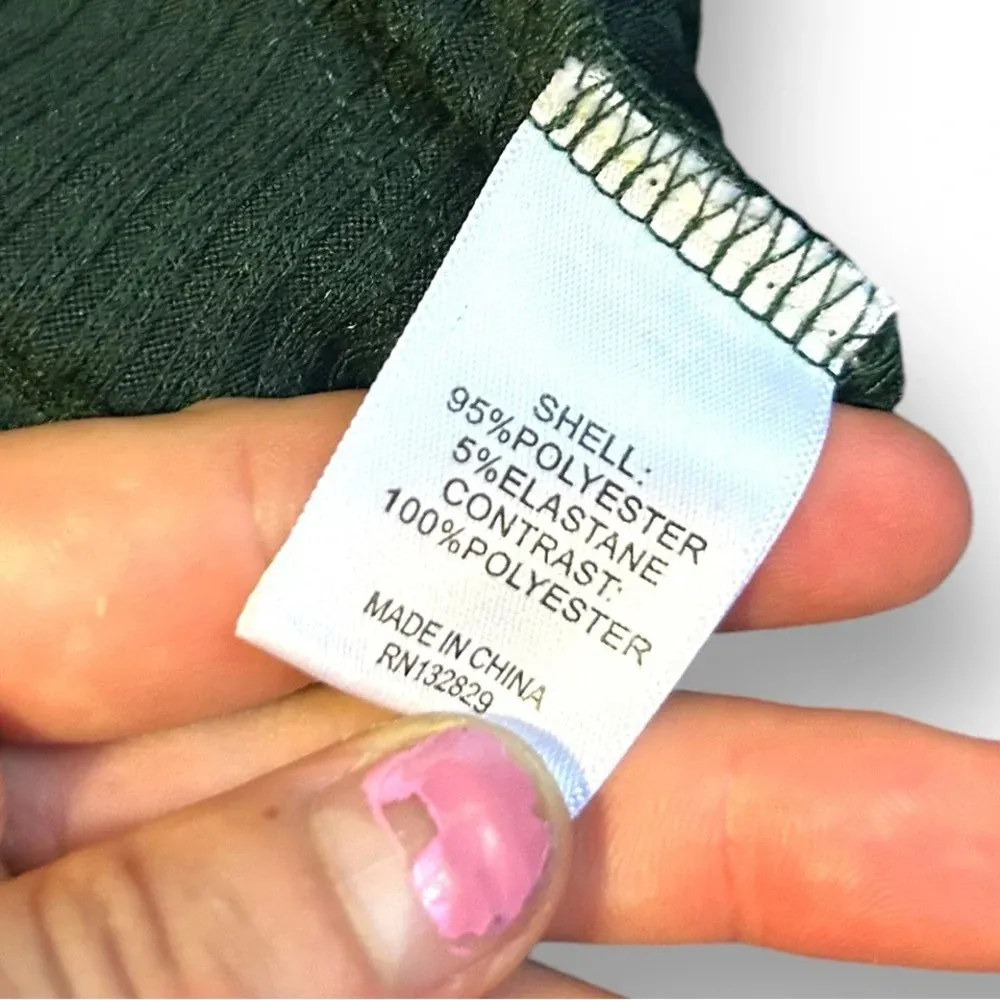 SHELL:
95%POLYESTER
5%ELASTANE
CONTRAST:
100%POLYESTER
MADE IN CHINA
RN132829